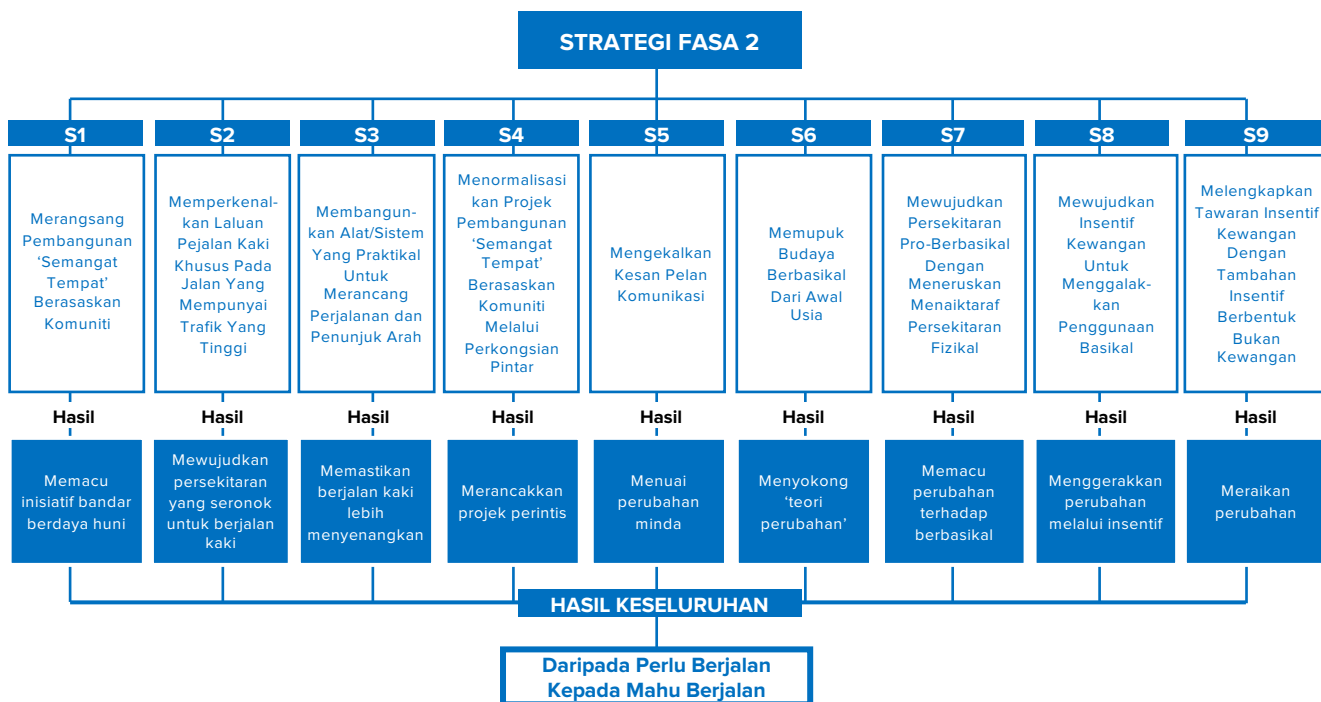 STRATEGI FASA 2
S1
Merangsang
Pembangunan
‘Semangat
Tempat’
Berasaskan
Komuniti
Hasil
Memacu
inisiatif bandar
berdaya huni
S2
Memperkenal-
kan Laluan
Pejalan Kaki
Khusus Pada
Jalan Yang
Mempunyai
Trafik Yang
Tinggi
Hasil
Mewujudkan
persekitaran
yang seronok
untuk berjalan
kaki
S3
Membangun-
kan Alat/Sistem
Yang Praktikal
Untuk
Merancang
Perjalanan dan
Penunjuk Arah
Hasil
Memastikan
berjalan kaki
lebih
menyenangkan
S4
Menormalisasi
kan Projek
Pembangunan
‘Semangat
Tempat’
Berasaskan
Komuniti
Melalui
Perkongsian
Pintar
Hasil
Merancakkan
projek perintis
S5
Mengekalkan
Kesan Pelan
Komunikasi
Hasil
Menuai
perubahan
minda
S6
Memupuk
Budaya
Berbasikal
Dari Awal
Usia
Hasil
Menyokong
‘teori
perubahan’
S7
Mewujudkan
Persekitaran
Pro-Berbasikal
Dengan
Meneruskan
Menaiktaraf
Persekitaran
Fizikal
Hasil
Memacu
perubahan
terhadap
berbasikal
S8
Mewujudkan
Insentif
Kewangan
Untuk
Menggalak-
kan
Penggunaan
Basikal
Hasil
Menggerakkan
perubahan
melalui insentif
S9
Melengkapkan
Tawaran Insentif
Kewangan
Dengan
Tambahan
Insentif
Berbentuk
Bukan
Kewangan
Hasil
Meraikan
perubahan
HASIL KESELURUHAN
Daripada Perlu Berjalan
Kepada Mahu Berjalan